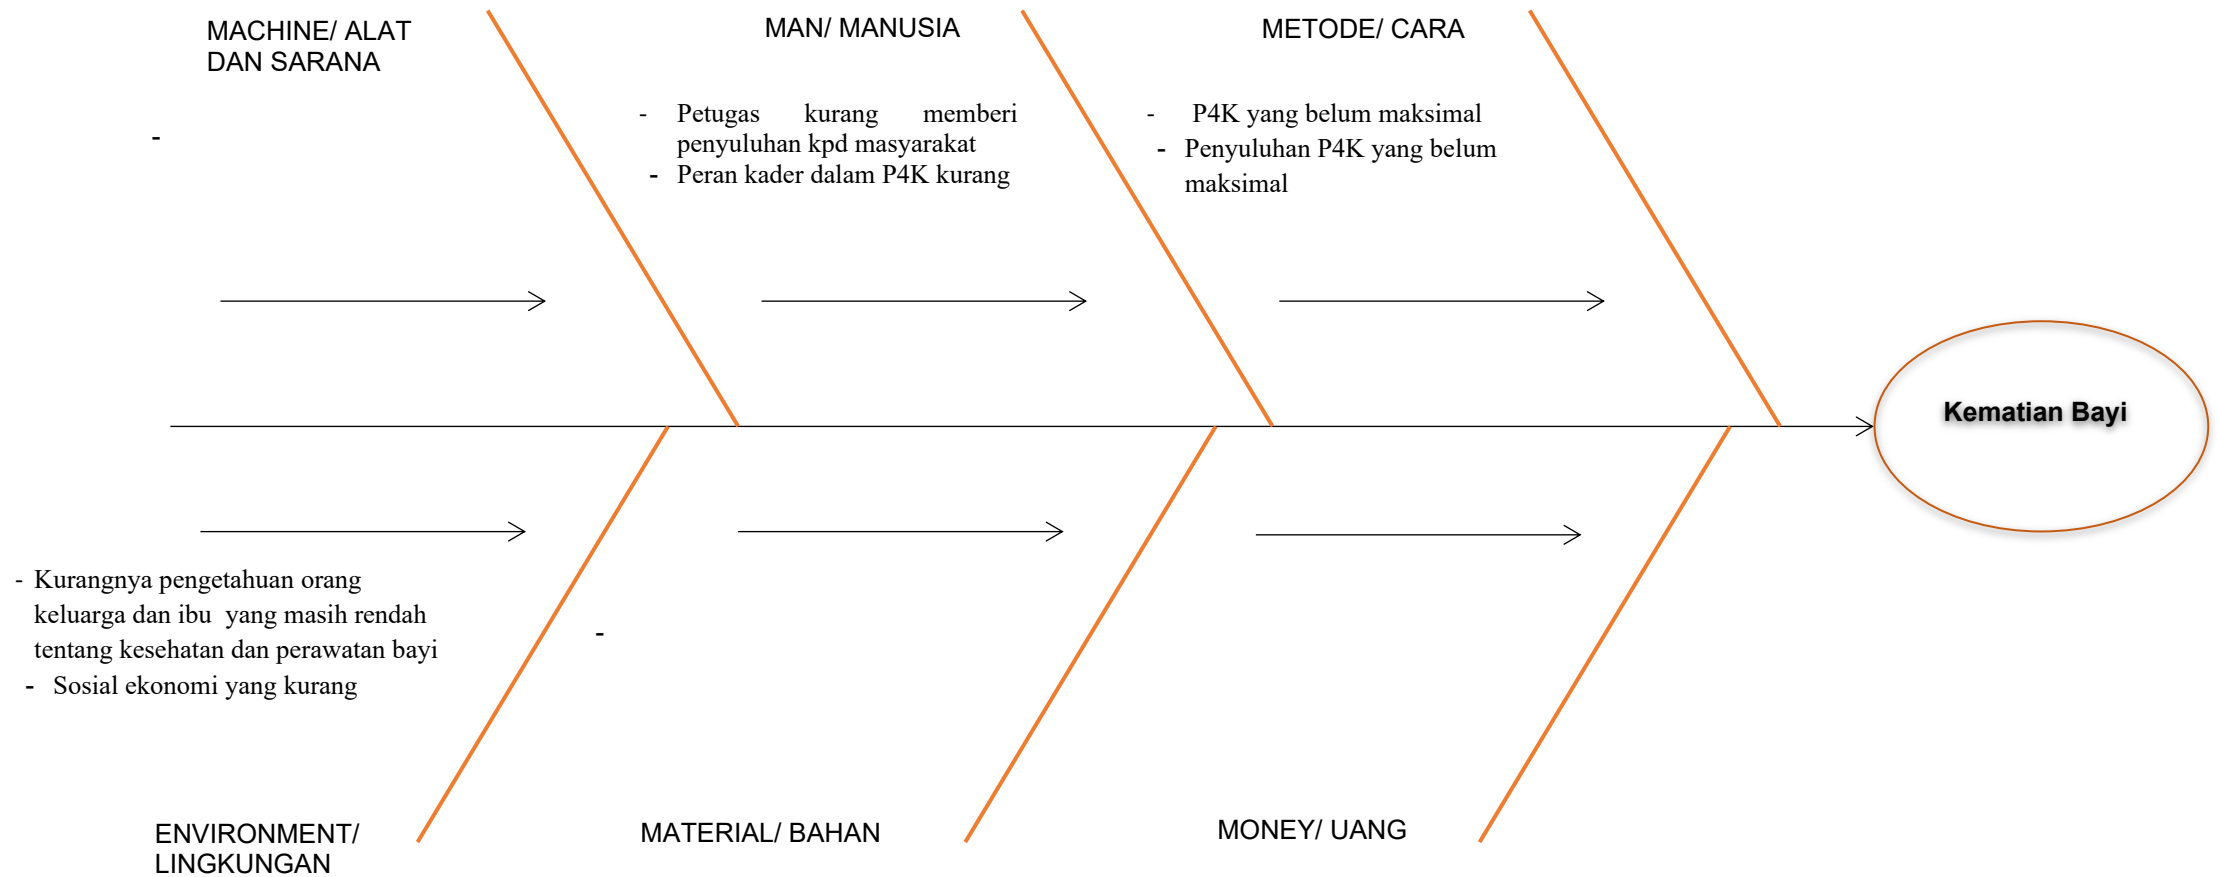 MACHINE/ ALAT
DAN SARANA
-
MAN/ MANUSIA
- Petugas kurang memberi
penyuluhan kpd masyarakat
- Peran kader dalam P4K kurang
METODE/ CARA
- P4K yang belum maksimal
- Penyuluhan P4K yang belum
maksimal
Kematian Bayi
- Kurangnya pengetahuan orang
keluarga dan ibu yang masih rendah
tentang kesehatan dan perawatan bayi
- Sosial ekonomi yang kurang
ENVIRONMENT/
LINGKUNGAN
-
MATERIAL/ BAHAN
MONEY/ UANG